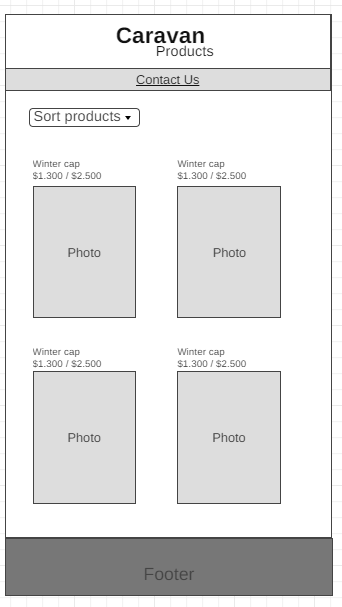 Caravan
Products
Contact Us
Sort products
Winter cap
$1.300 / $2.500
Photo
Winter cap
$1.300 / $2.500
Photo
Winter cap
$1.300 / $2.500
Photo
Winter cap
$1.300 / $2.500
Photo
Footer